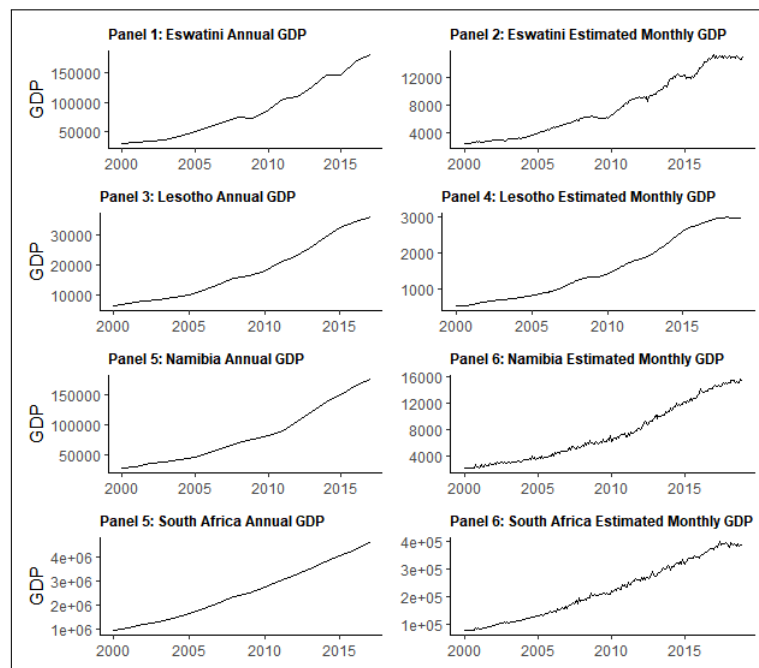 Panel 1: Eswatini Annual GDP
GDP
150000
100000
50000
2000 2005 2010 2015
Panel 2: Eswatini Estimated Monthly GDP
12000
8000
4000
2000 2005 2010 2015
Panel 3: Lesotho Annual GDP
GDP
30000
20000
10000
2000 2005 2010 2015
Panel 4: Lesotho Estimated Monthly GDP
3000
2000
1000
2000 2005 2010 2015
Panel 5: Namibia Annual GDP
GDP
150000
100000
50000
2000 2005 2010 2015
Panel 6: Namibia Estimated Monthly GDP
16000
12000
8000
4000
2000 2005 2010 2015
Panel 5: South Africa Annual GDP
GDP
4e+06
3e+06
2e+06
1e+06
2000 2005 2010 2015
Panel 6: South Africa Estimated Monthly GDP
4e+05
3e+05
2e+05
1e+05
2000 2005 2010 2015